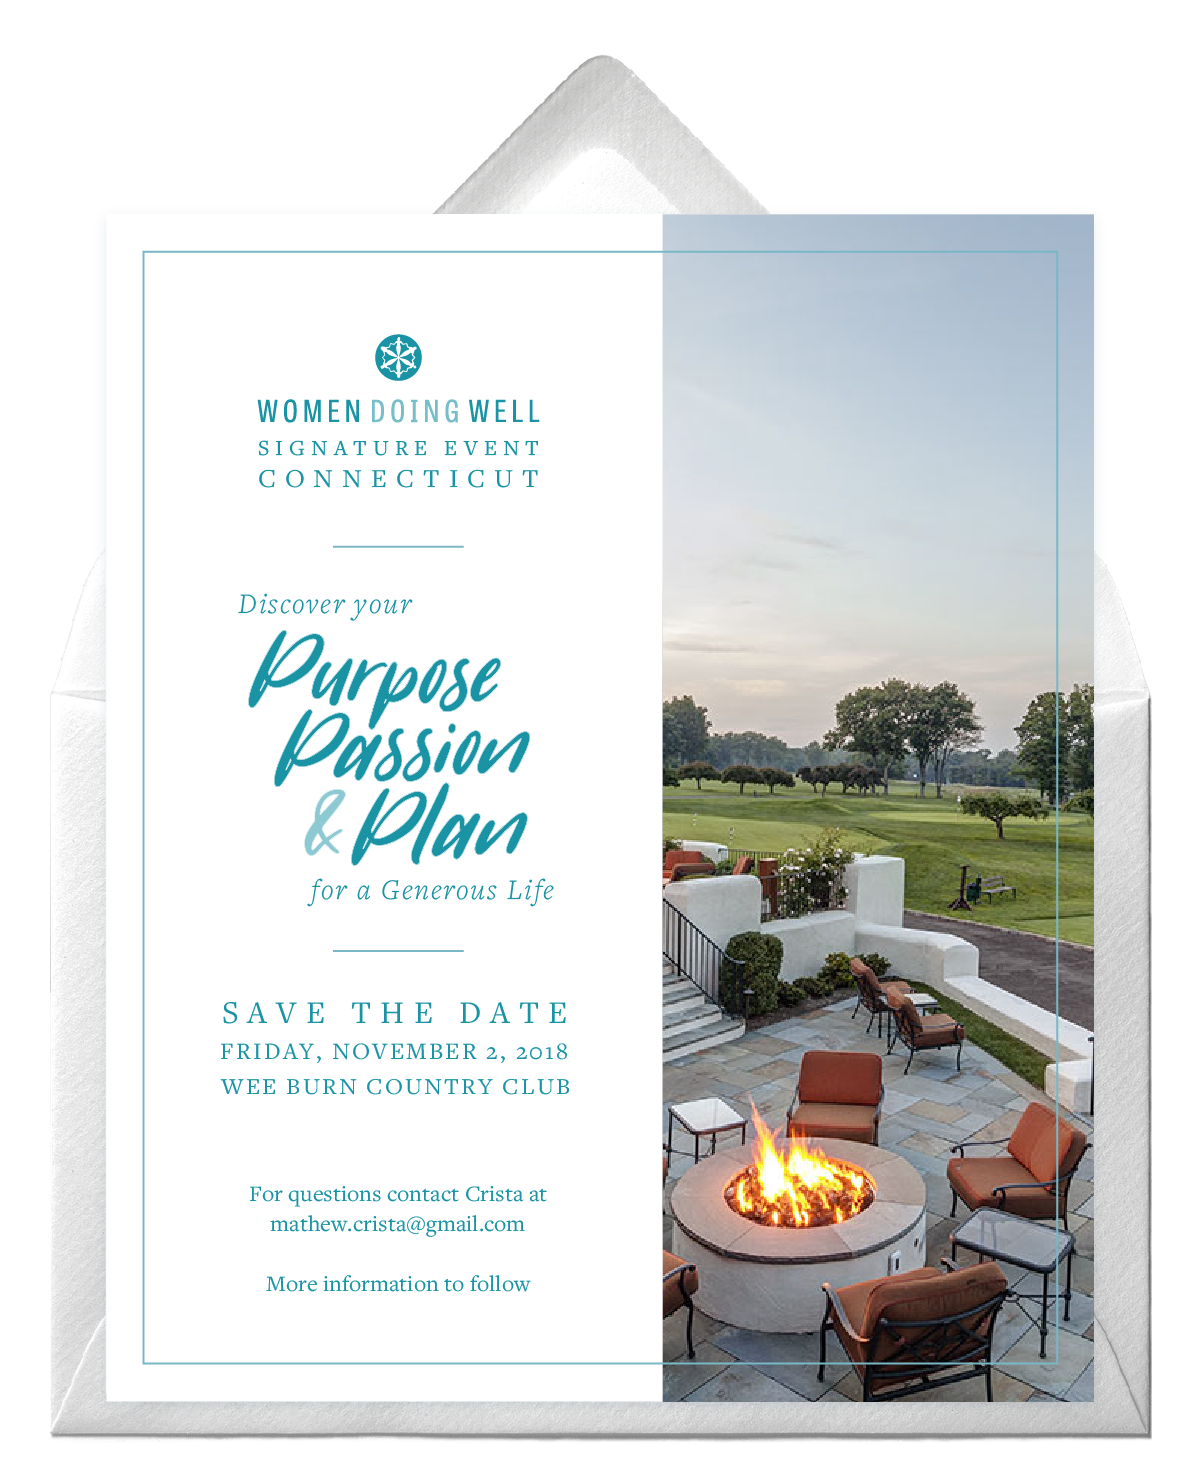 WOMEN DOING WELL
SIGNATURE EVENT
CONNECTICUT
Discover your
Purpose
Passion
& Plan
for a Generous Life
SAVE THE DATE
FRIDAY, NOVEMBER 2, 2018
WEE BURN COUNTRY CLUB
For questions contact Crista at
mathew.crista@gmail.com
More information to follow